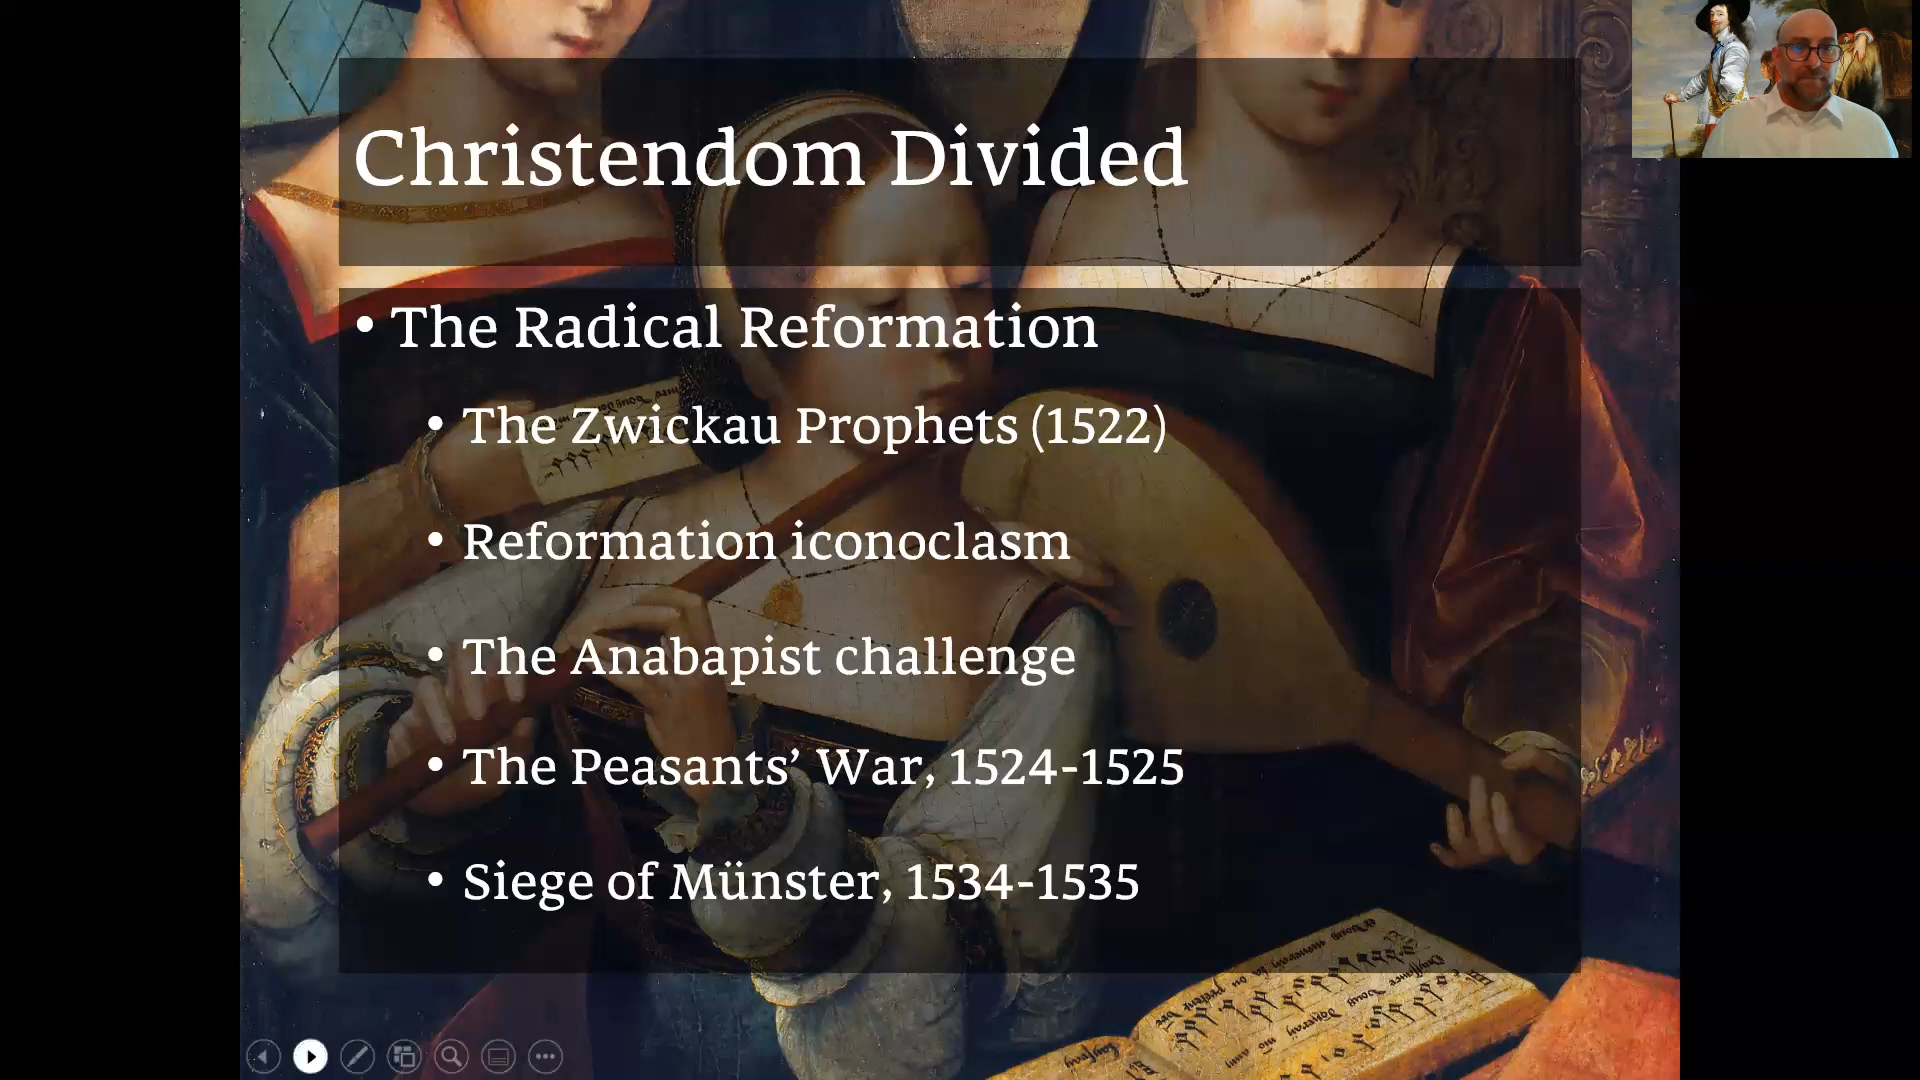 Christendom Divided
• The Radical Reformation
• The Zwickau Prophets (1522)
• Reformation iconoclasm
• The Anabapist challenge
• The Peasants’ War, 1524-1525
• Siege of Münster, 1534-1535